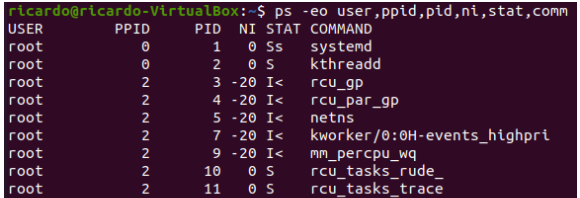 ricardo@ricardo-VirtualBox:~$ ps -eo user,ppid,pid,ni,stat,comm
USER PPID PID NI STAT COMMAND
root 0 1 0 Ss systemd
root 0 2 0 S kthreadd
root 2 3 -20 I< rcu_gp
root 2 4 -20 I< rcu_par_gp
root 2 5 -20 I< netns
root 2 7 -20 I< kworker/0:0H-events_highpri
root 2 9 -20 I< mm_percpu_wq
root 2 10 0 S rcu_tasks_rude_
root 2 11 0 S rcu_tasks_trace